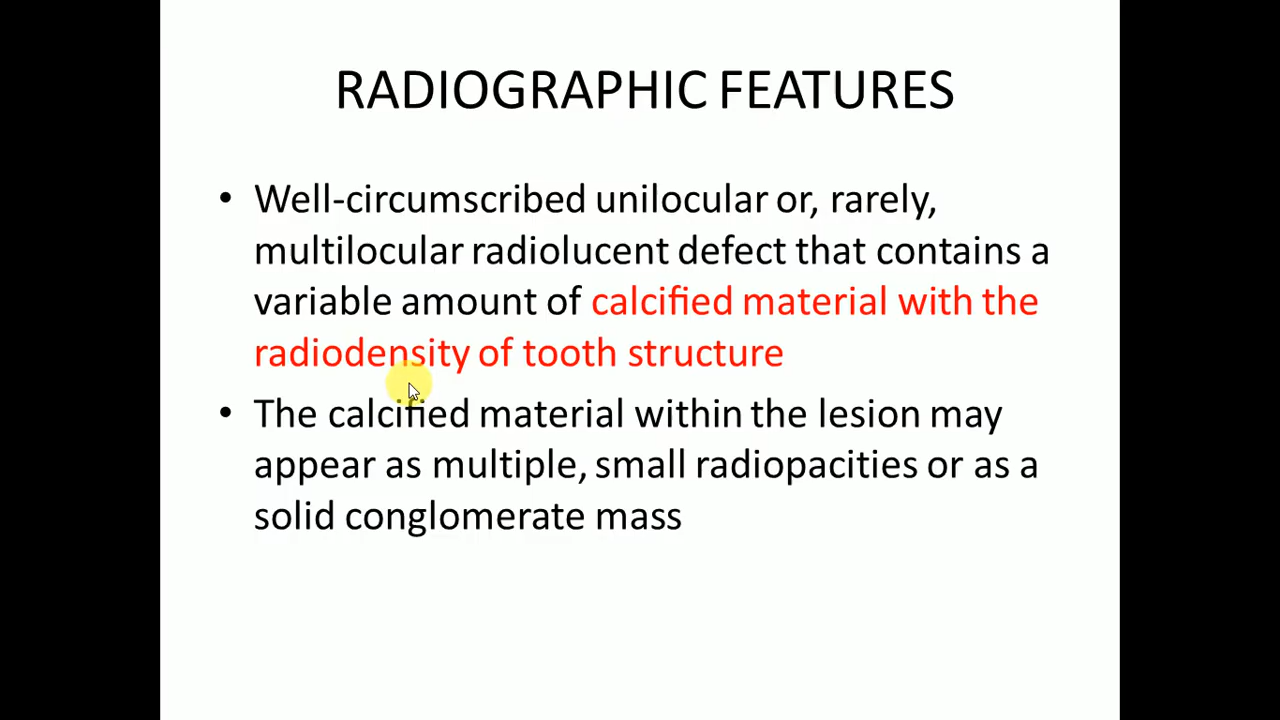 RADIOGRAPHIC FEATURES
• Well-circumscribed unilocular or, rarely,
multilocular radiolucent defect that contains a
variable amount of calcified material with the
radiodensity of tooth structure
• The calcified material within the lesion may
appear as multiple, small radiopacities or as a
solid conglomerate mass